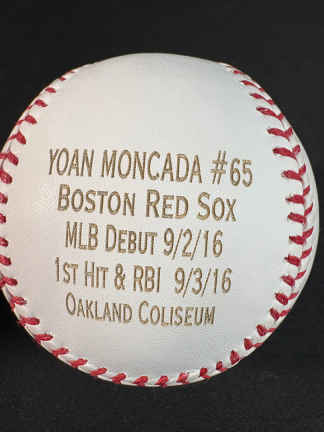 YOAN MONCADA #65
BOSTON RED SOX
MLB DEBUT 9/2/16
1ST HIT & RBI 9/3/16
OAKLAND COLISEUM